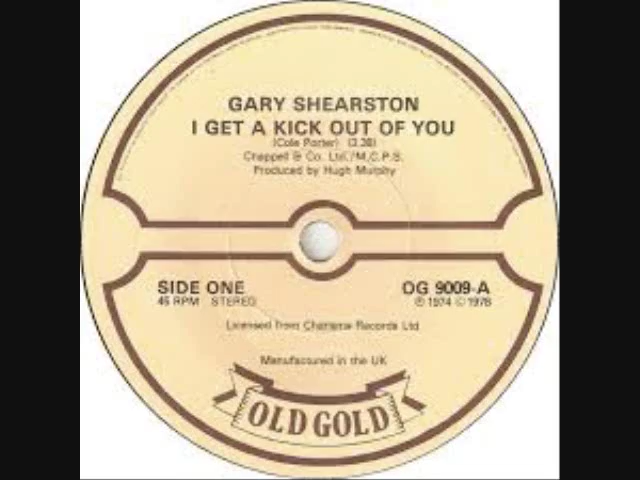 GARY SHEARSTON
I GET A KICK OUT OF YOU
(Cole Porter) (3.38)
Chappell & Co. Ltd./M.C.P.S.
Produced by Hugh Murphy
SIDE ONE
OG 9009-A
45 RPM STEREO
℗ 1974 © 1978
Licensed from Charisma Records Ltd
Manufactured in the UK
OLD GOLD